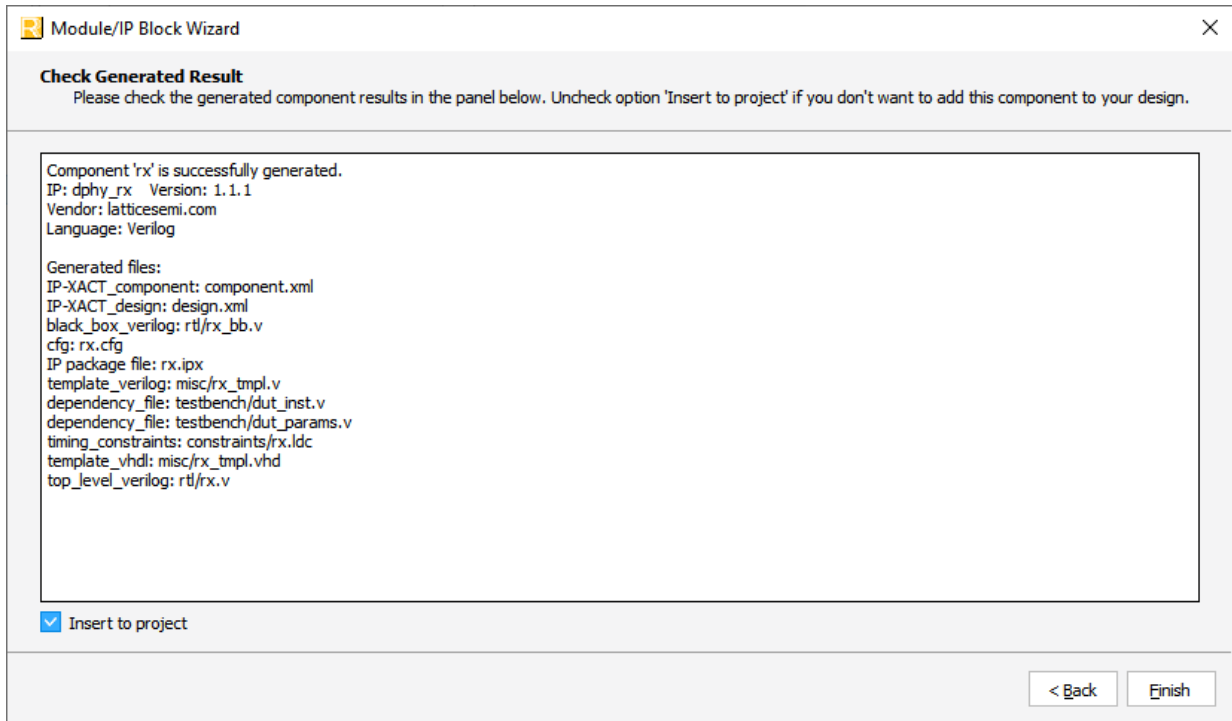 Module/IP Block Wizard
Check Generated Result
Please check the generated component results in the panel below. Uncheck option 'Insert to project' if you don't want to add this component to your design.
Component 'rx' is successfully generated.
IP: dphy_rx    Version: 1.1.1
Vendor: latticesemi.com
Language: Verilog
Generated files:
IP-XACT_component: component.xml
IP-XACT_design: design.xml
black_box_verilog: rtl/rx_bb.v
cfg: rx.cfg
IP package file: rx.ipx
template_verilog: misc/rx_tmpl.v
dependency_file: testbench/dut_inst.v
dependency_file: testbench/dut_params.v
timing_constraints: constraints/rx.ldc
template_vhdl: misc/rx_tmpl.vhd
top_level_verilog: rtl/rx.v
Insert to project
< Back
Finish